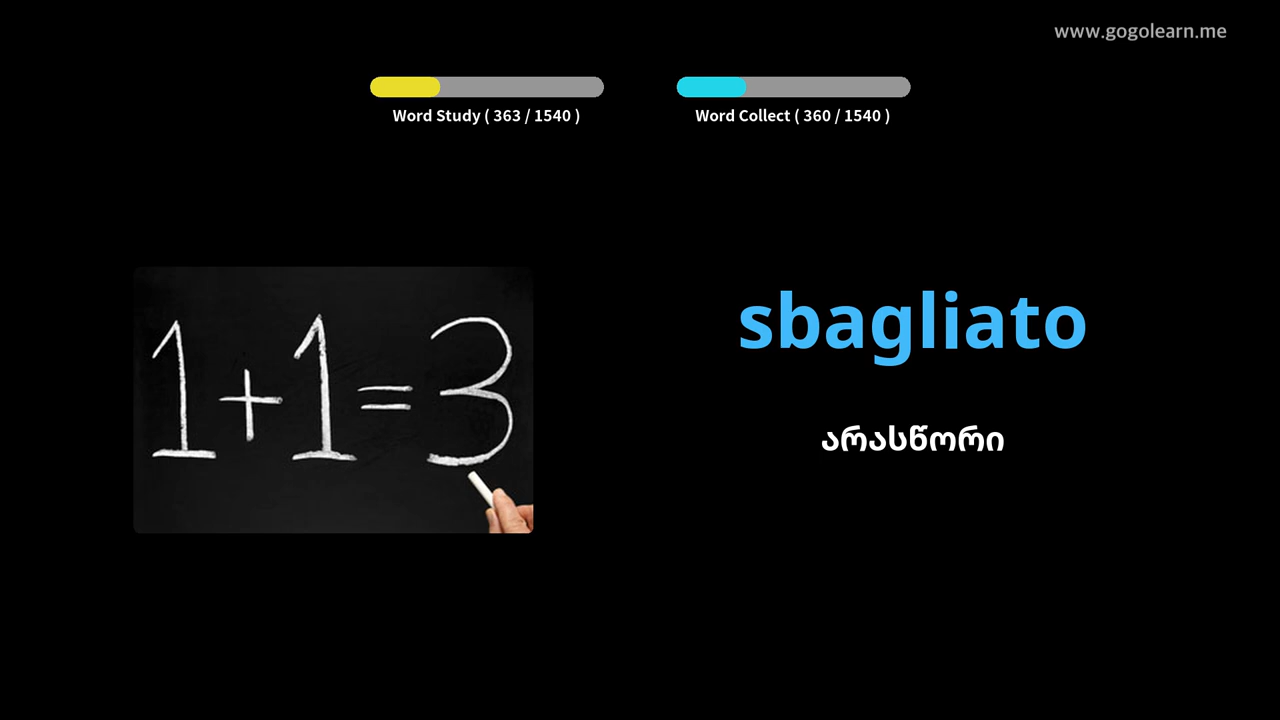 www.gogolearn.me
Word Study ( 363 / 1540 )
Word Collect ( 360 / 1540 )
1+1=3
sbagliato
არასწორი